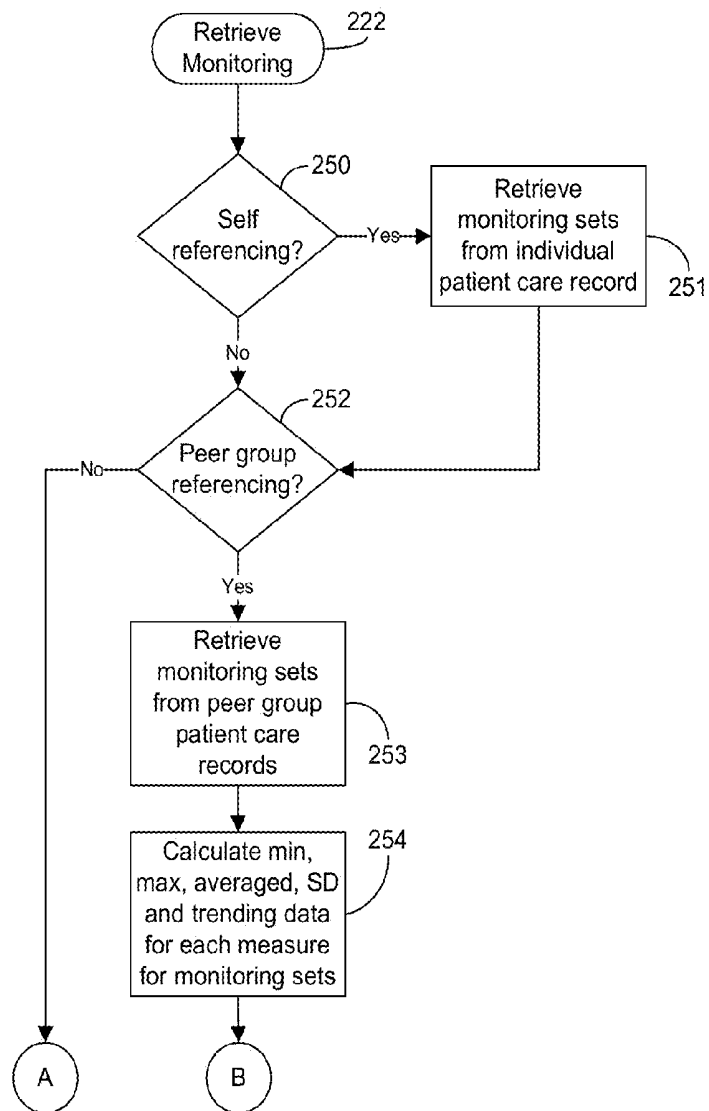 Retrieve
Monitoring
222
250
Self
referencing?
Yes
Retrieve
monitoring sets
from individual
patient care record
251
No
252
Peer group
referencing?
No
Yes
Retrieve
monitoring sets
from peer group
patient care
records
253
254
Calculate min,
max, averaged, SD
and trending data
for each measure
for monitoring sets
A
B